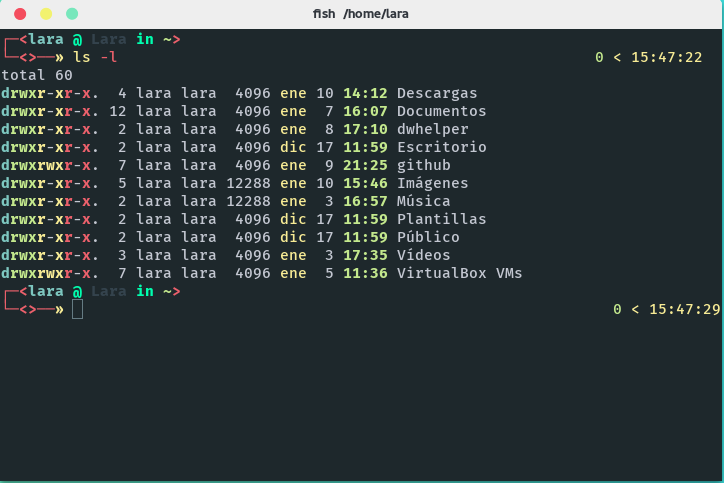 fish /home/lara
┌─<lara @ Lara in ~>
└─<>──» ls -l 0 < 15:47:22
total 60
drwxr-xr-x. 4 lara lara 4096 ene 10 14:12 Descargas
drwxr-xr-x. 12 lara lara 4096 ene 7 16:07 Documentos
drwxr-xr-x. 2 lara lara 4096 ene 8 17:10 dwhelper
drwxr-xr-x. 2 lara lara 4096 dic 17 11:59 Escritorio
drwxrwxr-x. 7 lara lara 4096 ene 9 21:25 github
drwxr-xr-x. 5 lara lara 12288 ene 10 15:46 Imágenes
drwxr-xr-x. 2 lara lara 12288 ene 3 16:57 Música
drwxr-xr-x. 2 lara lara 4096 dic 17 11:59 Plantillas
drwxr-xr-x. 2 lara lara 4096 dic 17 11:59 Público
drwxr-xr-x. 3 lara lara 4096 ene 3 17:35 Vídeos
drwxrwxr-x. 7 lara lara 4096 ene 5 11:36 VirtualBox VMs
┌─<lara @ Lara in ~>
└─<>──» 0 < 15:47:29